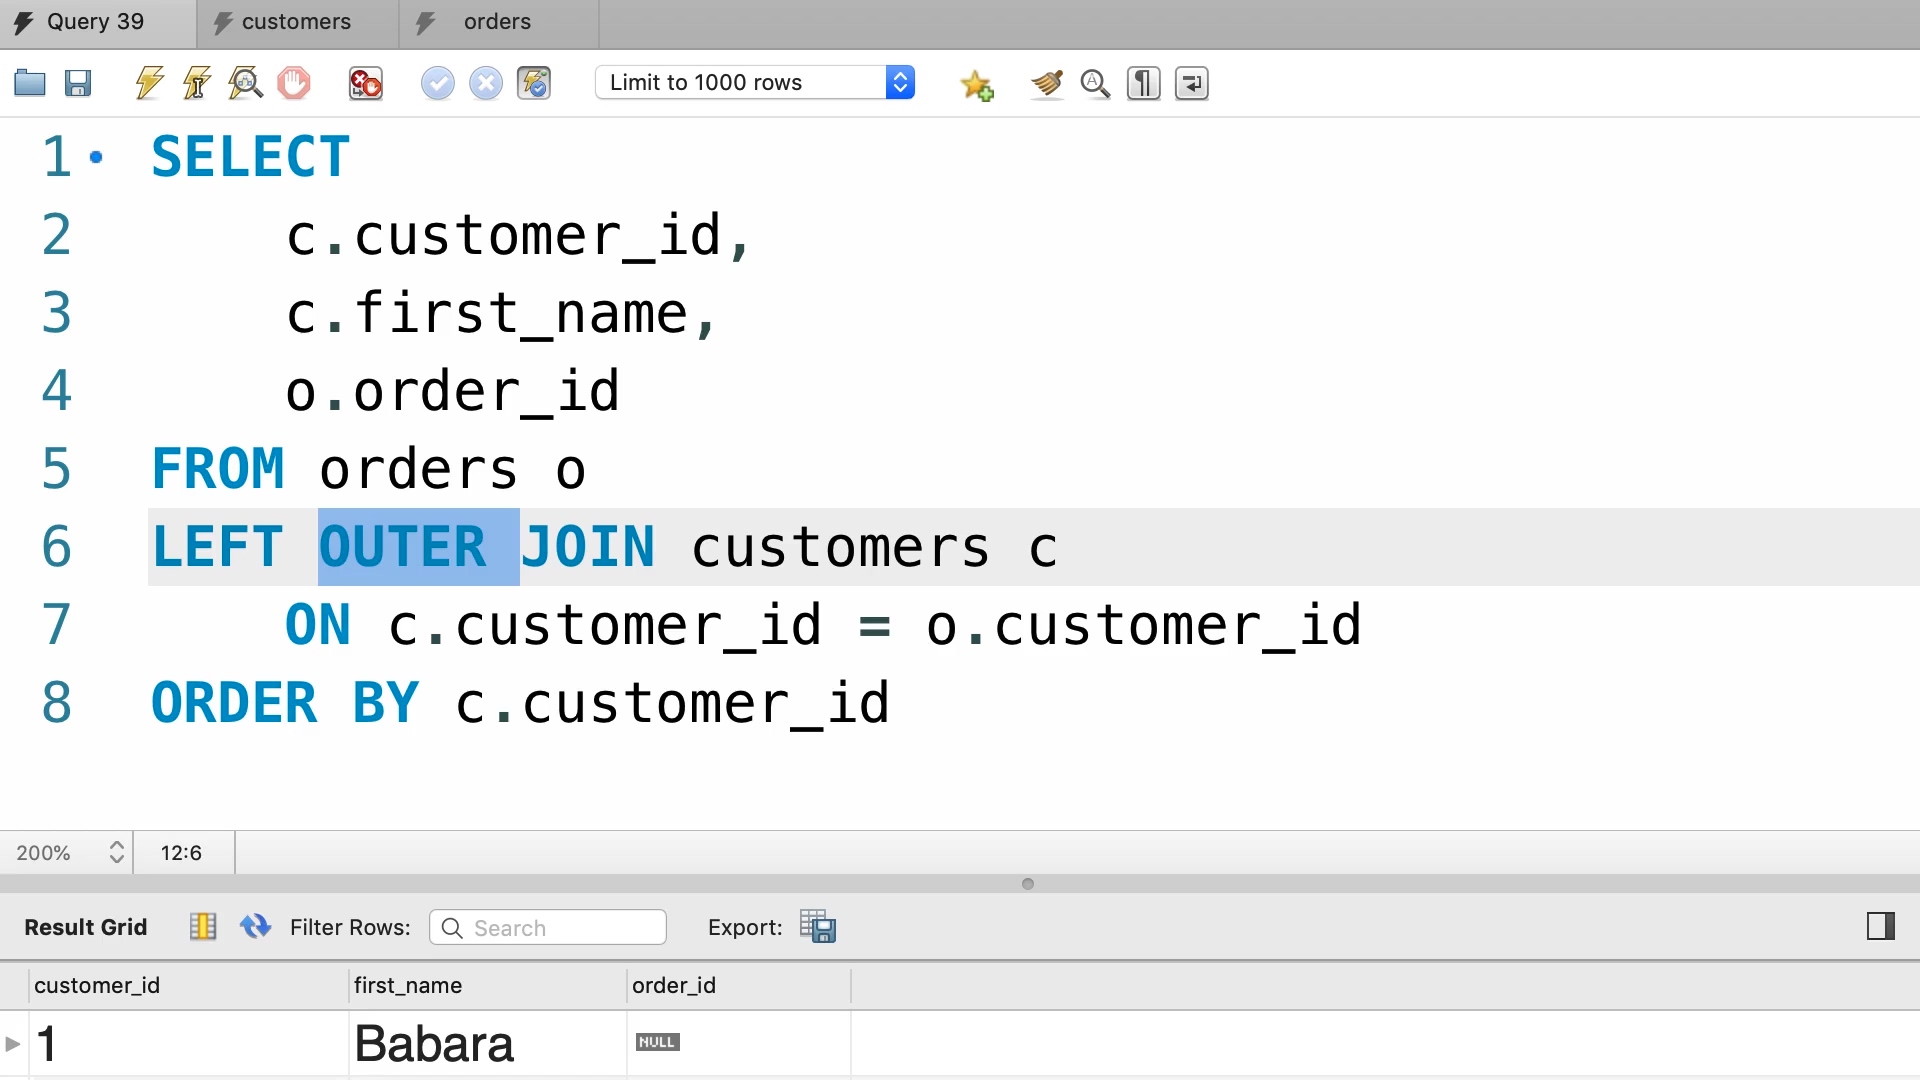 Query 39 customers orders
Limit to 1000 rows
1 SELECT
2 c.customer_id,
3 c.first_name,
4 o.order_id
5 FROM orders o
6 LEFT OUTER JOIN customers c
7 ON c.customer_id = o.customer_id
8 ORDER BY c.customer_id
200% 12:6
Result Grid Filter Rows: Search Export:
customer_id first_name order_id
1 Babara NULL